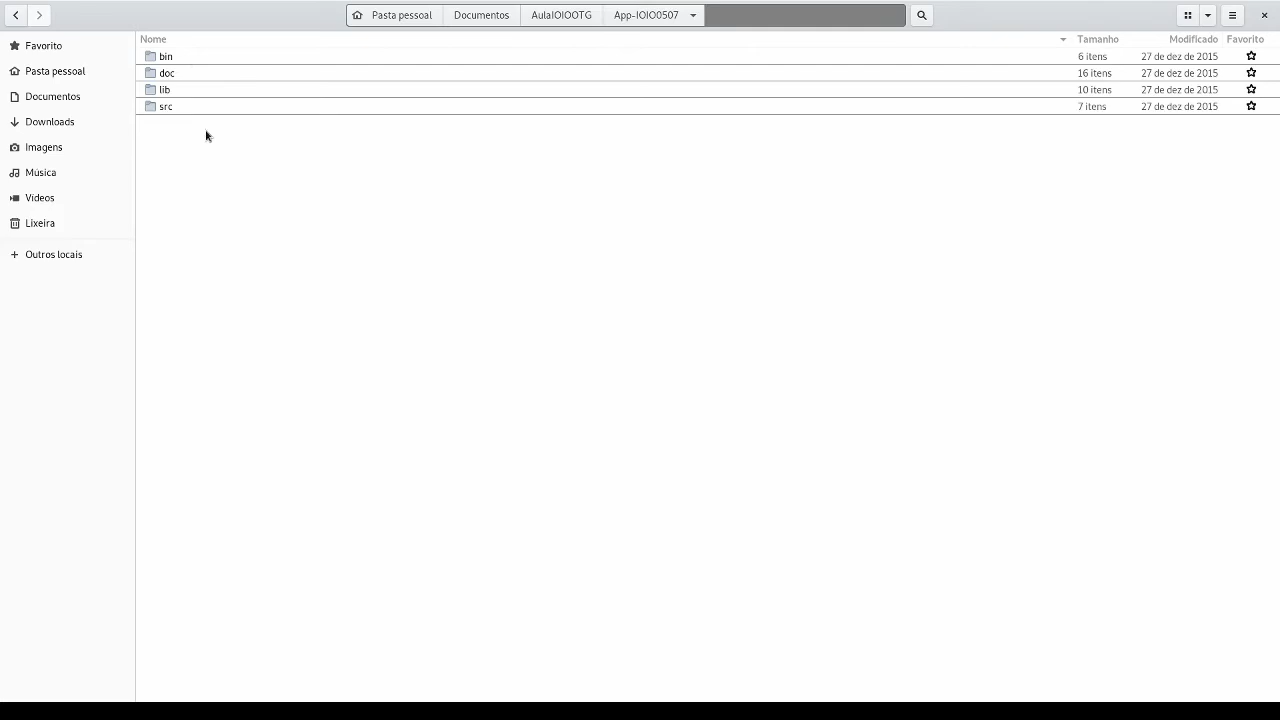 Pasta pessoal Documentos AulaIOIOOTG App-IOIO0507
Nome Tamanho Modificado Favorito
Favorito
Pasta pessoal
Documentos
Downloads
Imagens
Música
Vídeos
Lixeira
Outros locais
bin 6 itens 27 de dez de 2015
doc 16 itens 27 de dez de 2015
lib 10 itens 27 de dez de 2015
src 7 itens 27 de dez de 2015